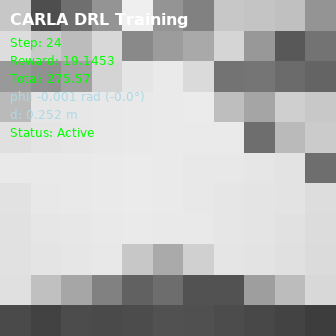 CARLA DRL Training
Step: 24
Reward: 19.1453
Total: 275.57
phi: -0.001 rad (-0.0°)
d: 0.252 m
Status: Active